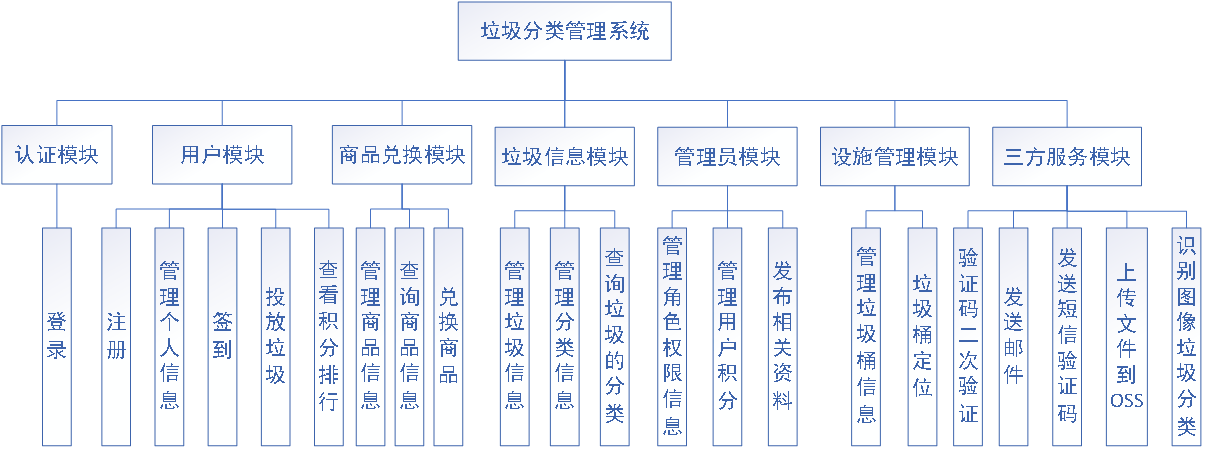 垃圾分类管理系统
认证模块
用户模块
商品兑换模块
垃圾信息模块
管理员模块
设施管理模块
三方服务模块
登录
注册
管理个人信息
签到
投放垃圾
查看积分排行
管理商品信息
查询商品信息
兑换商品
管理垃圾信息
管理分类信息
查询垃圾的分类
管理角色权限信息
管理用户积分
发布相关资料
管理垃圾桶信息
垃圾桶定位
验证码二次验证
发送邮件
发送短信验证码
上传文件到OSS
识别图像垃圾分类